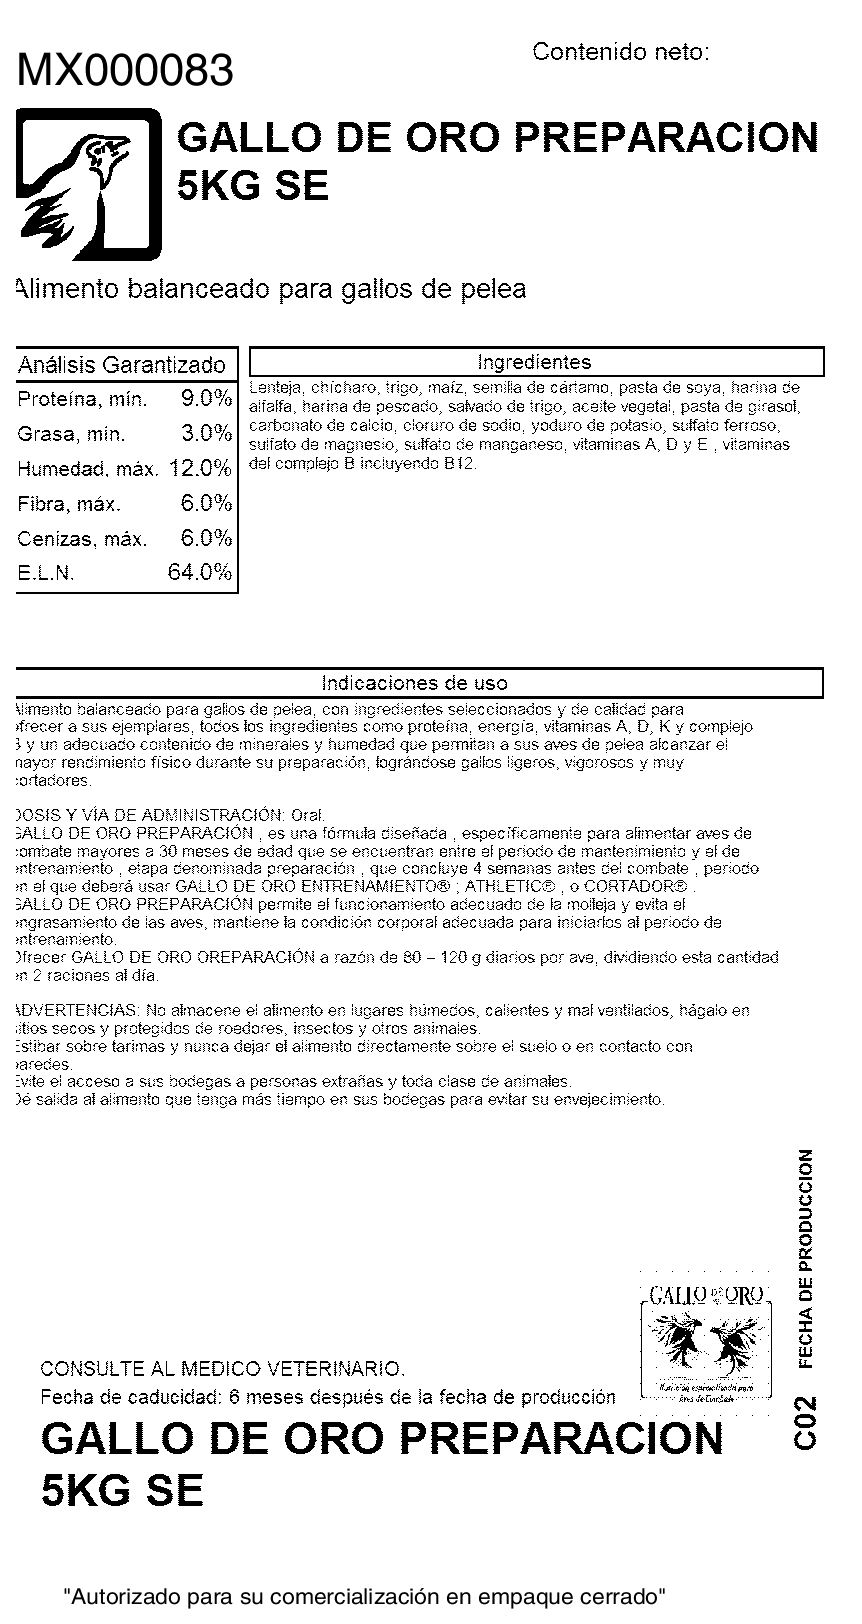 Contenido neto:
MX000083
GALLO DE ORO PREPARACION
5KG SE
Alimento balanceado para gallos de pelea
Análisis Garantizado
Proteína, mín. 9.0%
Grasa, mín. 3.0%
Humedad, máx. 12.0%
Fibra, máx. 6.0%
Cenizas, máx. 6.0%
E.L.N. 64.0%
Ingredientes
Lenteja, chícharo, trigo, maíz, semilla de cártamo, pasta de soya, harina de
alfalfa, harina de pescado, salvado de trigo, aceite vegetal, pasta de girasol,
carbonato de calcio, cloruro de sodio, yoduro de potasio, sulfato ferroso,
sulfato de magnesio, sulfato de manganeso, vitaminas A, D y E , vitaminas
del complejo B incluyendo B12.
Indicaciones de uso
Alimento balanceado para gallos de pelea, con ingredientes seleccionados y de calidad para
ofrecer a sus ejemplares, todos los ingredientes como proteína, energía, vitaminas A, D, K y complejo
B y un adecuado contenido de minerales y humedad que permitan a sus aves de pelea alcanzar el
mayor rendimiento físico durante su preparación, lográndose gallos ligeros, vigorosos y muy
cortadores.
DOSIS Y VÍA DE ADMINISTRACIÓN: Oral.
GALLO DE ORO PREPARACIÓN , es una fórmula diseñada , específicamente para alimentar aves de
combate mayores a 30 meses de edad que se encuentran entre el periodo de mantenimiento y el de
entrenamiento , etapa denominada preparación , que concluye 4 semanas antes del combate , periodo
en el que deberá usar GALLO DE ORO ENTRENAMIENTO® ; ATHLETIC® , o CORTADOR® .
GALLO DE ORO PREPARACIÓN permite el funcionamiento adecuado de la molleja y evita el
engrasamiento de las aves, mantiene la condición corporal adecuada para iniciarlos al periodo de
entrenamiento.
Ofrecer GALLO DE ORO OREPARACIÓN a razón de 80 – 120 g diarios por ave, dividiendo esta cantidad
en 2 raciones al día.
ADVERTENCIAS: No almacene el alimento en lugares húmedos, calientes y mal ventilados, hágalo en
sitios secos y protegidos de roedores, insectos y otros animales.
Estibar sobre tarimas y nunca dejar el alimento directamente sobre el suelo o en contacto con
paredes.
Evite el acceso a sus bodegas a personas extrañas y toda clase de animales.
Dé salida al alimento que tenga más tiempo en sus bodegas para evitar su envejecimiento.
C02 FECHA DE PRODUCCION
GALLO DE ORO
Nutrición especializada para
Aves de Combate
CONSULTE AL MEDICO VETERINARIO.
Fecha de caducidad: 6 meses después de la fecha de producción
GALLO DE ORO PREPARACION
5KG SE
"Autorizado para su comercialización en empaque cerrado"